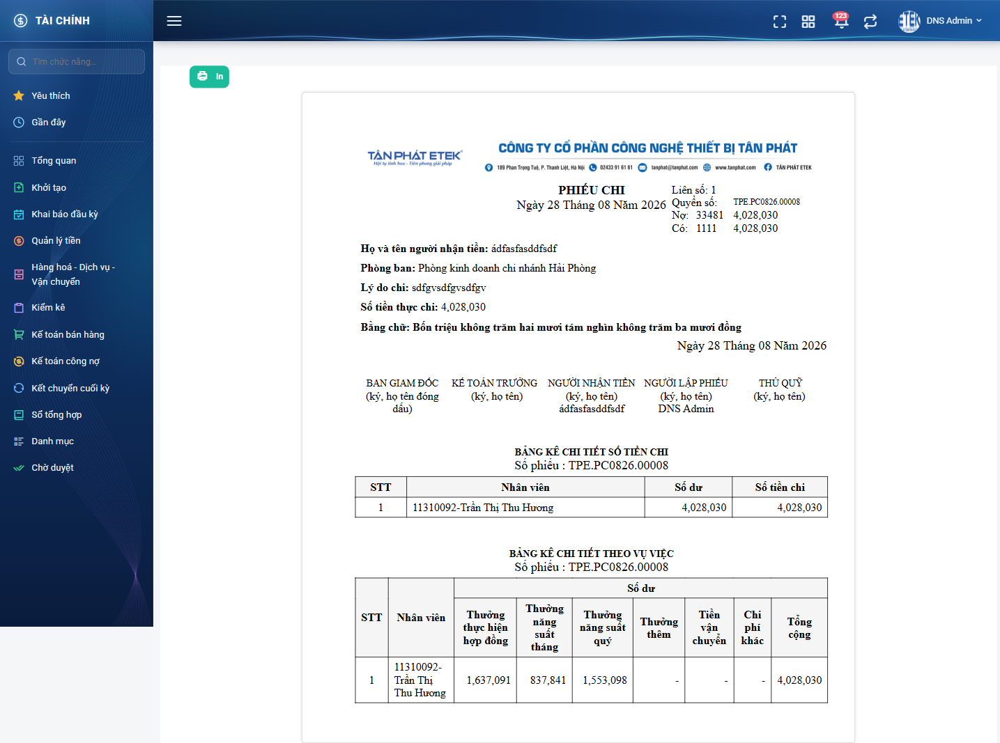 TÀI CHÍNH
123
DNS Admin
Tìm chức năng...
Yêu thích
Gần đây
Tổng quan
Khởi tạo
Khai báo đầu kỳ
Quản lý tiền
Hàng hoá - Dịch vụ -
Vận chuyển
Kiểm kê
Kế toán bán hàng
Kế toán công nợ
Kết chuyển cuối kỳ
Sổ tổng hợp
Danh mục
Chờ duyệt
In
TÂN PHÁT ETEK®
Hội tụ tinh hoa - Tiên phong giải pháp
CÔNG TY CỔ PHẦN CÔNG NGHỆ THIẾT BỊ TÂN PHÁT
189 Phan Trọng Tuệ, P. Thanh Liệt, Hà Nội 02433 91 61 61 tanphat@tanphat.com www.tanphat.com TÂN PHÁT ETEK
PHIẾU CHI
Ngày 28 Tháng 08 Năm 2026
Liên số: 1
Quyển số: TPE.PC0826.00008
Nợ: 33481 4,028,030
Có: 1111 4,028,030
Họ và tên người nhận tiền: ádfasfasddfsdf
Phòng ban: Phòng kinh doanh chi nhánh Hải Phòng
Lý do chi: sdfgvsdfgvsdfgv
Số tiền thực chi: 4,028,030
Bằng chữ: Bốn triệu không trăm hai mươi tám nghìn không trăm ba mươi đồng
Ngày 28 Tháng 08 Năm 2026
BAN GIAM ĐỐC KẾ TOÁN TRƯỞNG NGƯỜI NHẬN TIỀN NGƯỜI LẬP PHIẾU THỦ QUỸ
(ký, họ tên đóng (ký, họ tên) (ký, họ tên) (ký, họ tên) (ký, họ tên)
dấu) ádfasfasddfsdf DNS Admin
BẢNG KÊ CHI TIẾT SỐ TIỀN CHI
Số phiếu : TPE.PC0826.00008
STT Nhân viên Số dư Số tiền chi
1 11310092-Trần Thị Thu Hương 4,028,030 4,028,030
BẢNG KÊ CHI TIẾT THEO VỤ VIỆC
Số phiếu : TPE.PC0826.00008
STT Nhân viên Số dư
Thưởng thực hiện hợp đồng Thưởng năng suất tháng Thưởng năng suất quý Thưởng thêm Tiền vận chuyển Chi phí khác Tổng cộng
1 11310092-Trần Thị Thu Hương 1,637,091 837,841 1,553,098 - - - 4,028,030